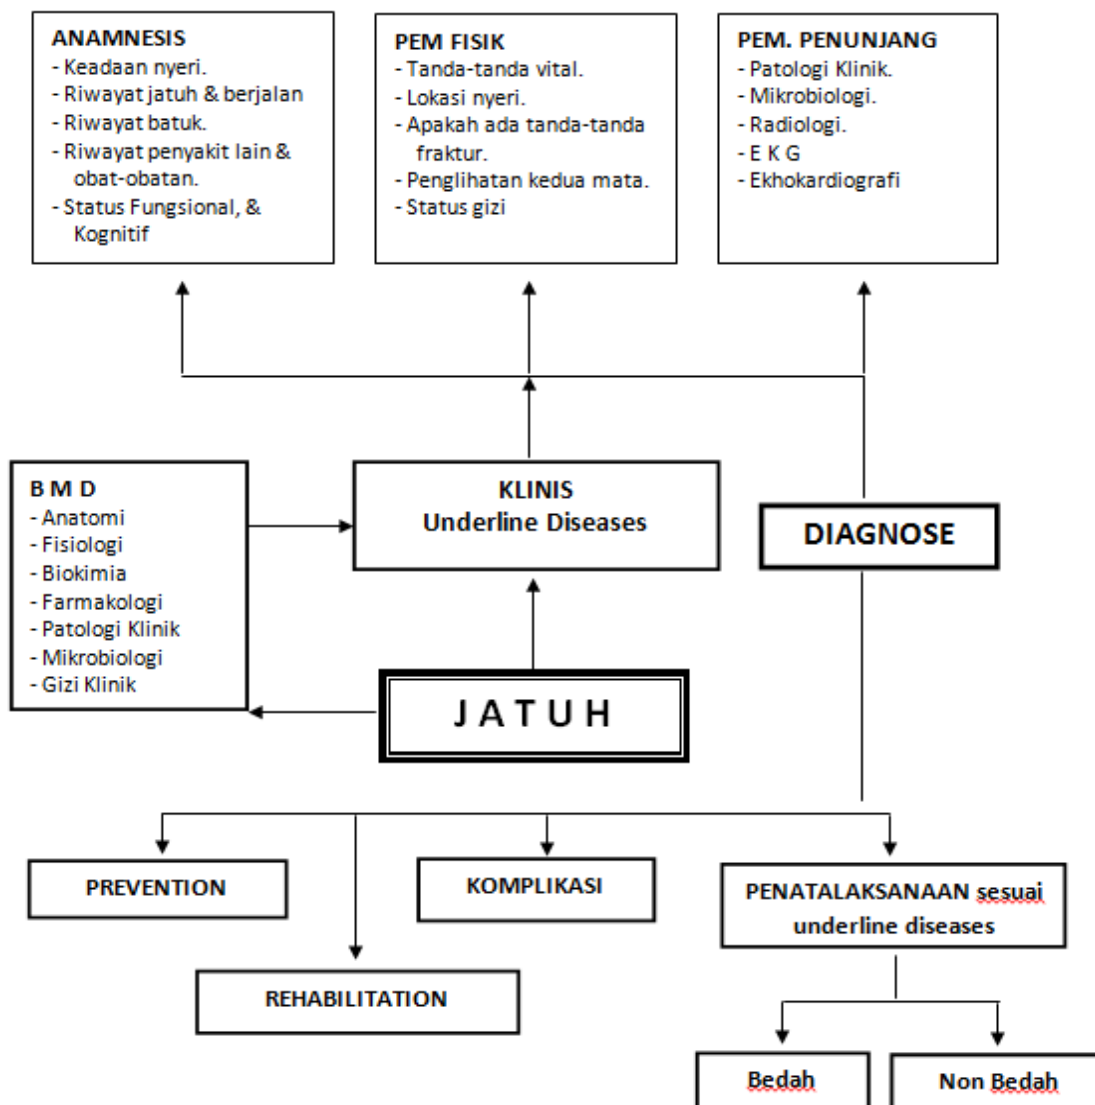 ANAMNESIS
- Keadaan nyeri.
- Riwayat jatuh & berjalan
- Riwayat batuk.
- Riwayat penyakit lain &
obat-obatan.
- Status Fungsional, &
Kognitif
PEM FISIK
- Tanda-tanda vital.
- Lokasi nyeri.
- Apakah ada tanda-tanda
fraktur.
- Penglihatan kedua mata.
- Status gizi
PEM. PENUNJANG
- Patologi Klinik.
- Mikrobiologi.
- Radiologi.
- E K G
- Ekhokardiografi
B M D
- Anatomi
- Fisiologi
- Biokimia
- Farmakologi
- Patologi Klinik
- Mikrobiologi
- Gizi Klinik
KLINIS
Underline Diseases
DIAGNOSE
J A T U H
PREVENTION
KOMPLIKASI
PENATALAKSANAAN sesuai
underline diseases
REHABILITATION
Bedah
Non Bedah